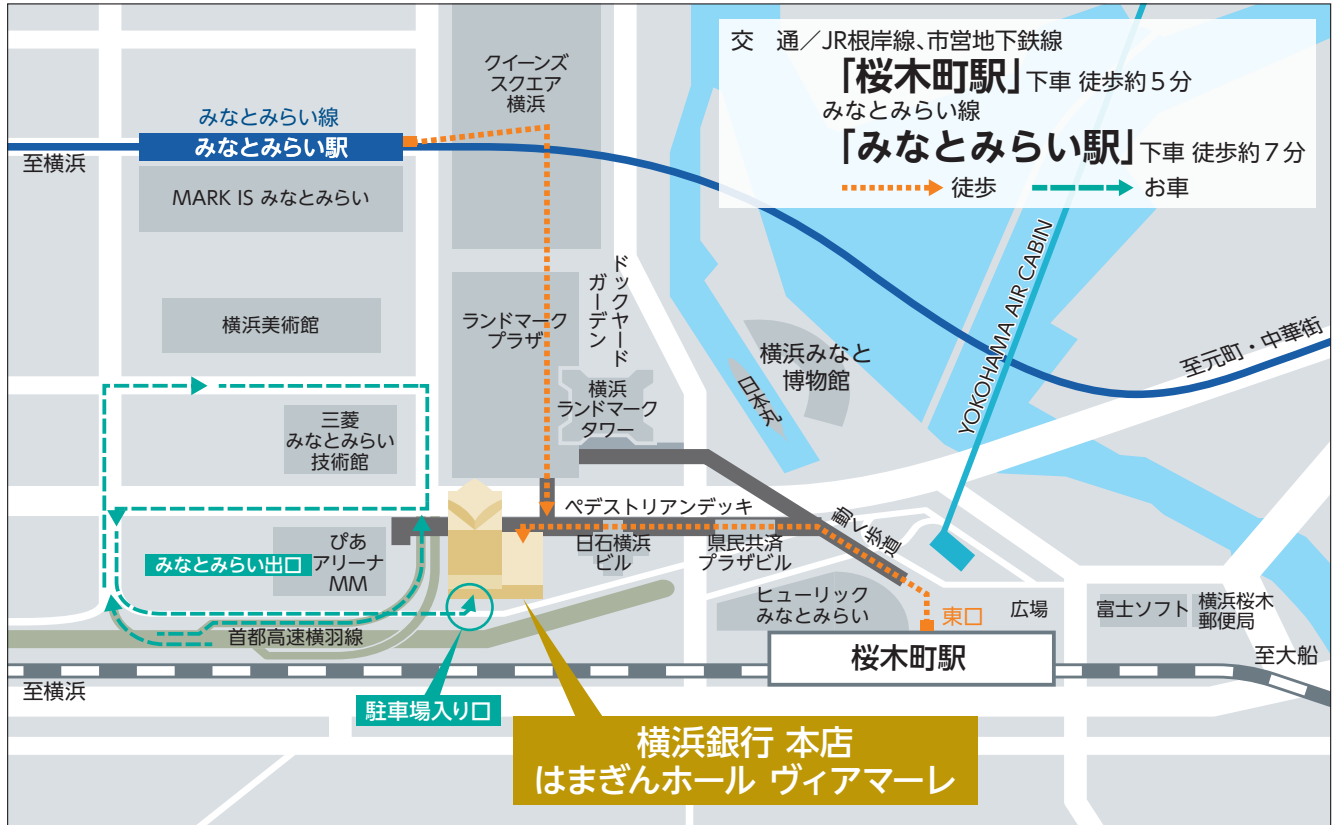 交　通／JR根岸線、市営地下鉄線
「桜木町駅」下車 徒歩約5分
みなとみらい線
「みなとみらい駅」下車 徒歩約7分
徒歩　お車
クイーンズ
スクエア
横浜
みなとみらい線
みなとみらい駅
至横浜
MARK IS みなとみらい
横浜美術館
ランドマーク
プラザ
ドックヤード
ガーデン
横浜
ランドマーク
タワー
横浜みなと
博物館
日本丸
YOKOHAMA AIR CABIN
至元町・中華街
三菱
みなとみらい
技術館
ペデストリアンデッキ
動く歩道
ぴあ
アリーナ
MM
みなとみらい出口
日石横浜
ビル
県民共済
プラザビル
ヒューリック
みなとみらい
東口
広場
富士ソフト
横浜桜木
郵便局
首都高速横羽線
桜木町駅
至大船
至横浜
駐車場入り口
横浜銀行 本店
はまぎんホール ヴィアマーレ